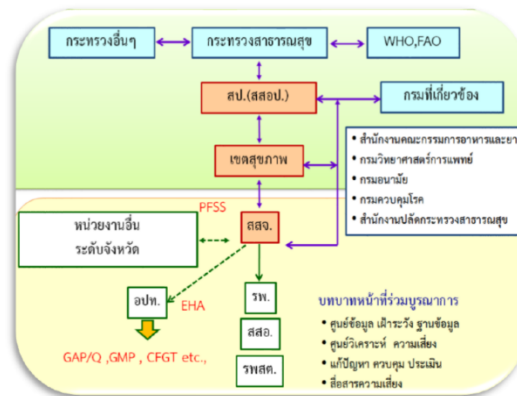 กระทรวงอื่นๆ
กระทรวงสาธารณสุข
WHO,FAO
สป.(สสอป.)
กรมที่เกี่ยวข้อง
เขตสุขภาพ
• สำนักงานคณะกรรมการอาหารและยา
• กรมวิทยาศาสตร์การแพทย์
• กรมอนามัย
• กรมควบคุมโรค
• สำนักงานปลัดกระทรวงสาธารณสุข
PFSS
หน่วยงานอื่น
ระดับจังหวัด
สสจ.
อปท.
EHA
รพ.
สสอ.
รพสต.
GAP/Q ,GMP , CFGT etc.,
บทบาทหน้าที่ร่วมบูรณาการ
• ศูนย์ข้อมูล เฝ้าระวัง ฐานข้อมูล
• ศูนย์วิเคราะห์ ความเสี่ยง
• แก้ปัญหา ควบคุม ประเมิน
• สื่อสารความเสี่ยง